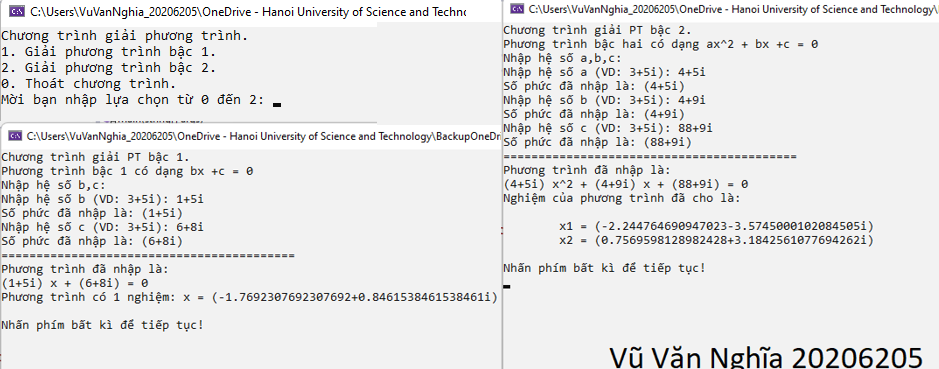 C:\Users\VuVanNghia_20206205\OneDrive - Hanoi University of Science and Techno
Chương trình giải phương trình.
1. Giải phương trình bậc 1.
2. Giải phương trình bậc 2.
0. Thoát chương trình.
Mời bạn nhập lựa chọn từ 0 đến 2:
C:\Users\VuVanNghia_20206205\OneDrive - Hanoi University of Science and Technology\BackupOneDr
Chương trình giải PT bậc 1.
Phương trình bậc 1 có dạng bx +c = 0
Nhập hệ số b,c:
Nhập hệ số b (VD: 3+5i): 1+5i
Số phức đã nhập là: (1+5i)
Nhập hệ số c (VD: 3+5i): 6+8i
Số phức đã nhập là: (6+8i)
==========================================
Phương trình đã nhập là:
(1+5i) x + (6+8i) = 0
Phương trình có 1 nghiệm: x = (-1.7692307692307692+0.8461538461538461i)
Nhấn phím bất kì để tiếp tục!
C:\Users\VuVanNghia_20206205\OneDrive - Hanoi University of Science and Technology\
Chương trình giải PT bậc 2.
Phương trình bậc hai có dạng ax^2 + bx +c = 0
Nhập hệ số a,b,c:
Nhập hệ số a (VD: 3+5i): 4+5i
Số phức đã nhập là: (4+5i)
Nhập hệ số b (VD: 3+5i): 4+9i
Số phức đã nhập là: (4+9i)
Nhập hệ số c (VD: 3+5i): 88+9i
Số phức đã nhập là: (88+9i)
==========================================
Phương trình đã nhập là:
(4+5i) x^2 + (4+9i) x + (88+9i) = 0
Nghiệm của phương trình đã cho là:
x1 = (-2.244764690947023-3.5745000102084505i)
x2 = (0.7569598128982428+3.1842561077694262i)
Nhấn phím bất kì để tiếp tục!
Vũ Văn Nghĩa 20206205